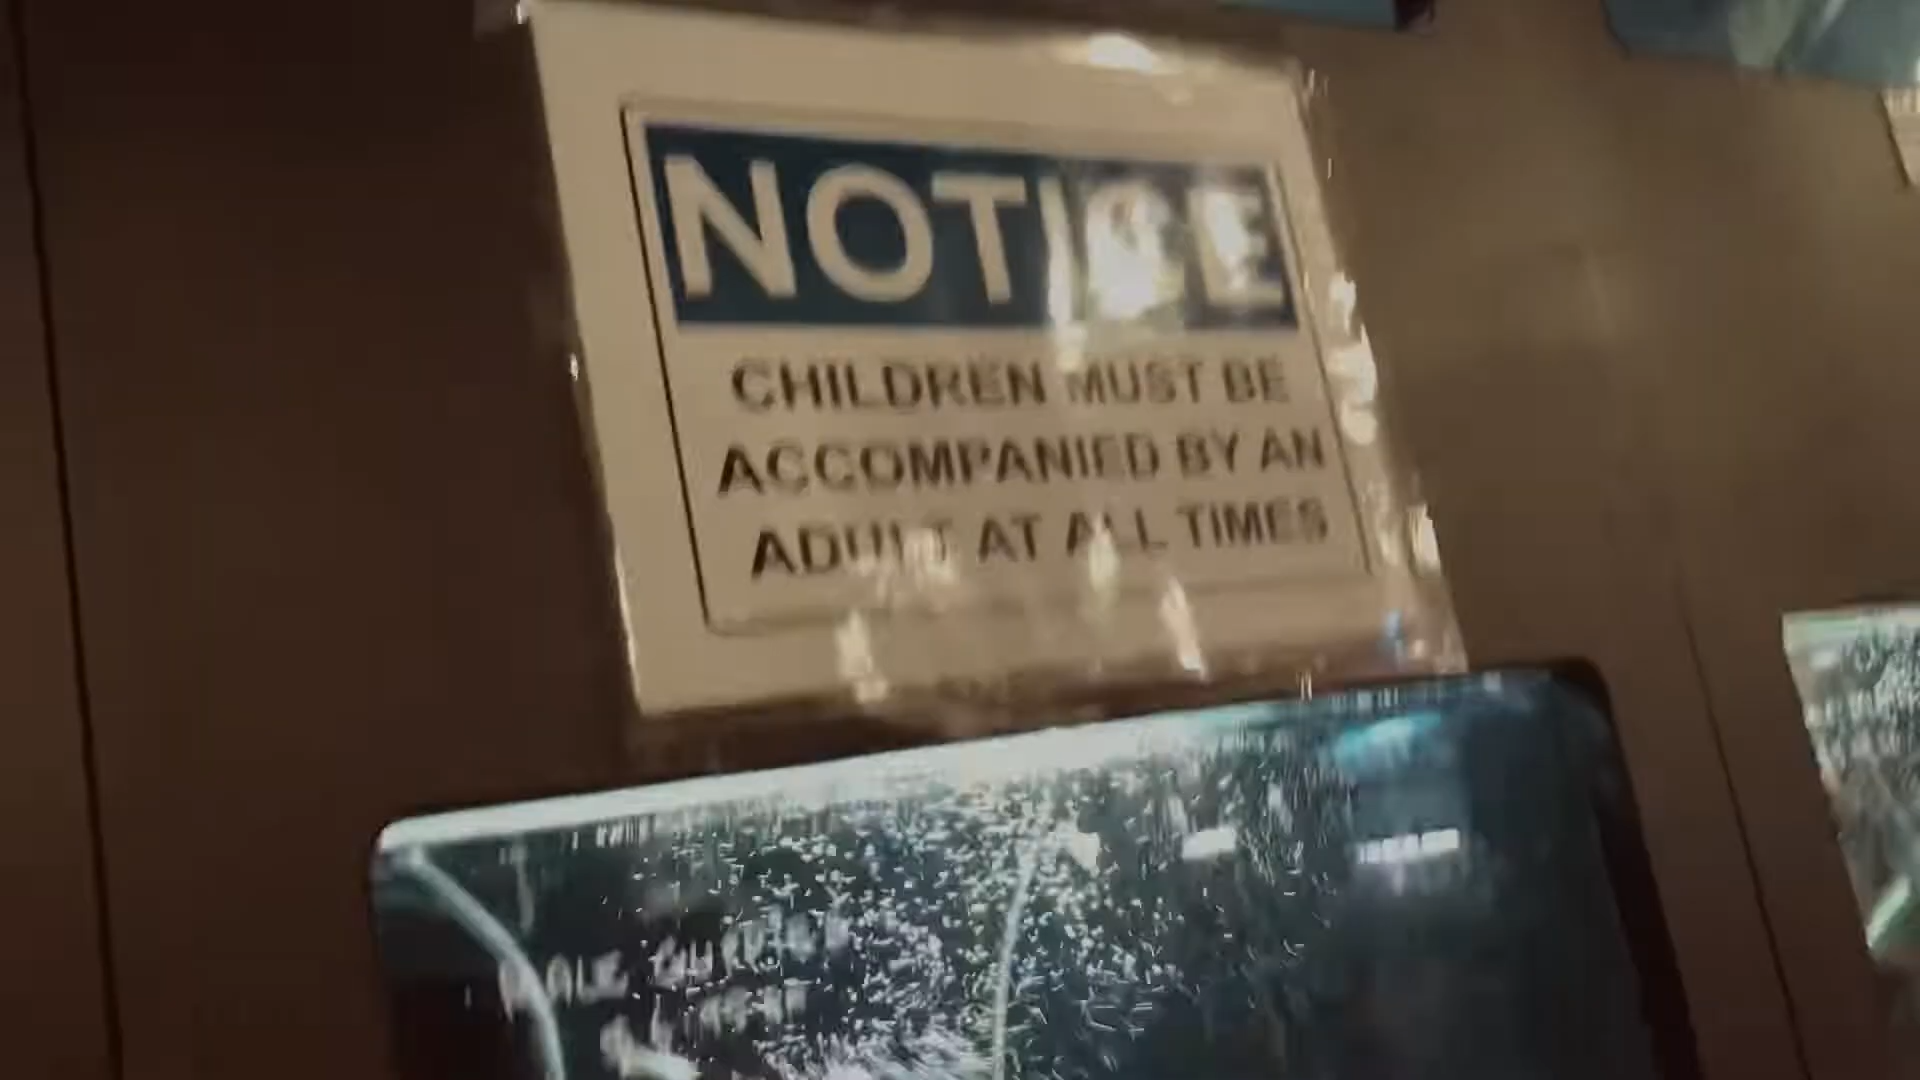 NOTICE
CHILDREN MUST BE
ACCOMPANIED BY AN
ADULT AT ALL TIMES